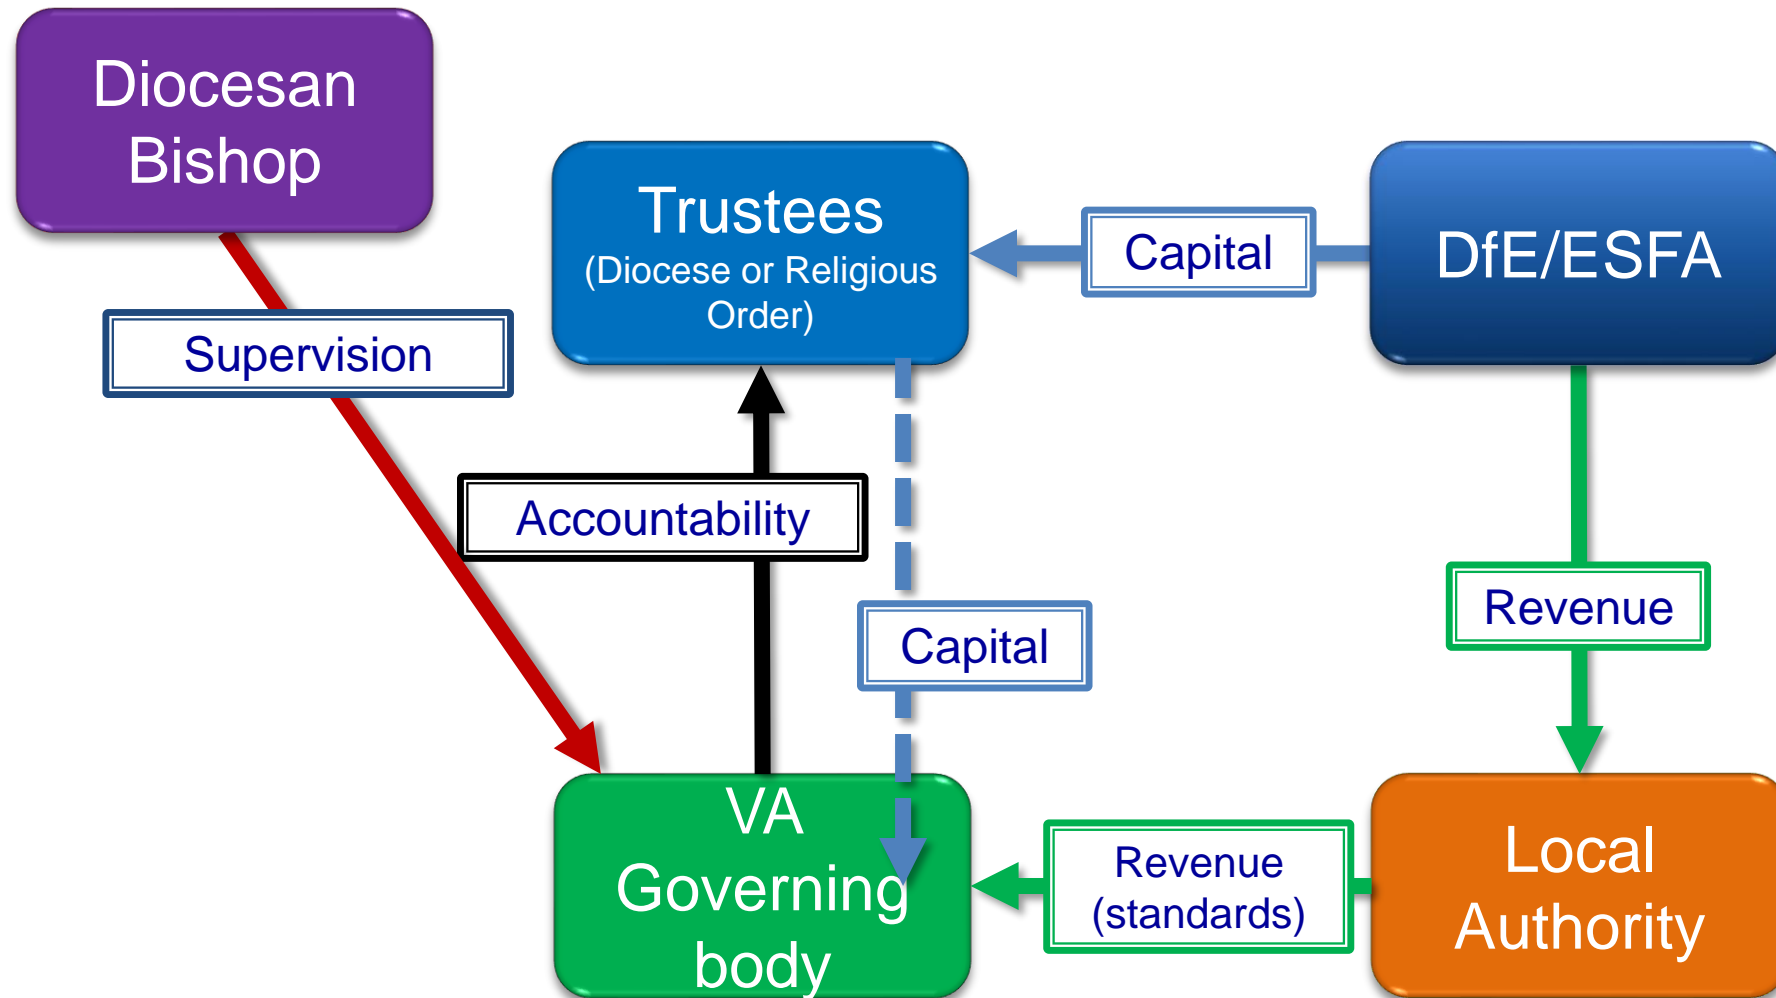 Diocesan
Bishop
Trustees
(Diocese or Religious
Order)
Capital
DfE/ESFA
Supervision
Accountability
Capital
Revenue
VA
Governing
body
Revenue
(standards)
Local
Authority